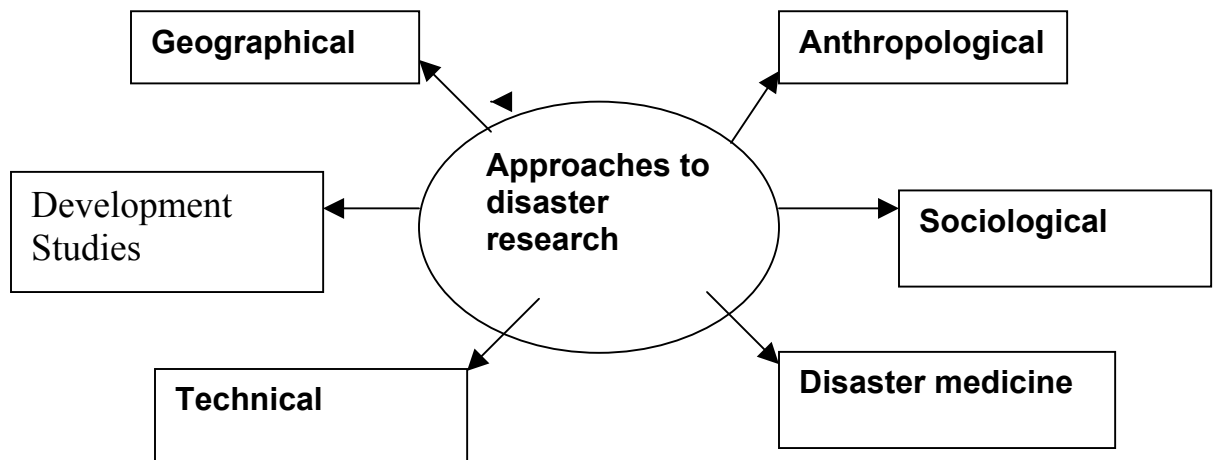 Geographical
Anthropological
Approaches to
disaster
research
Development
Studies
Sociological
Technical
Disaster medicine